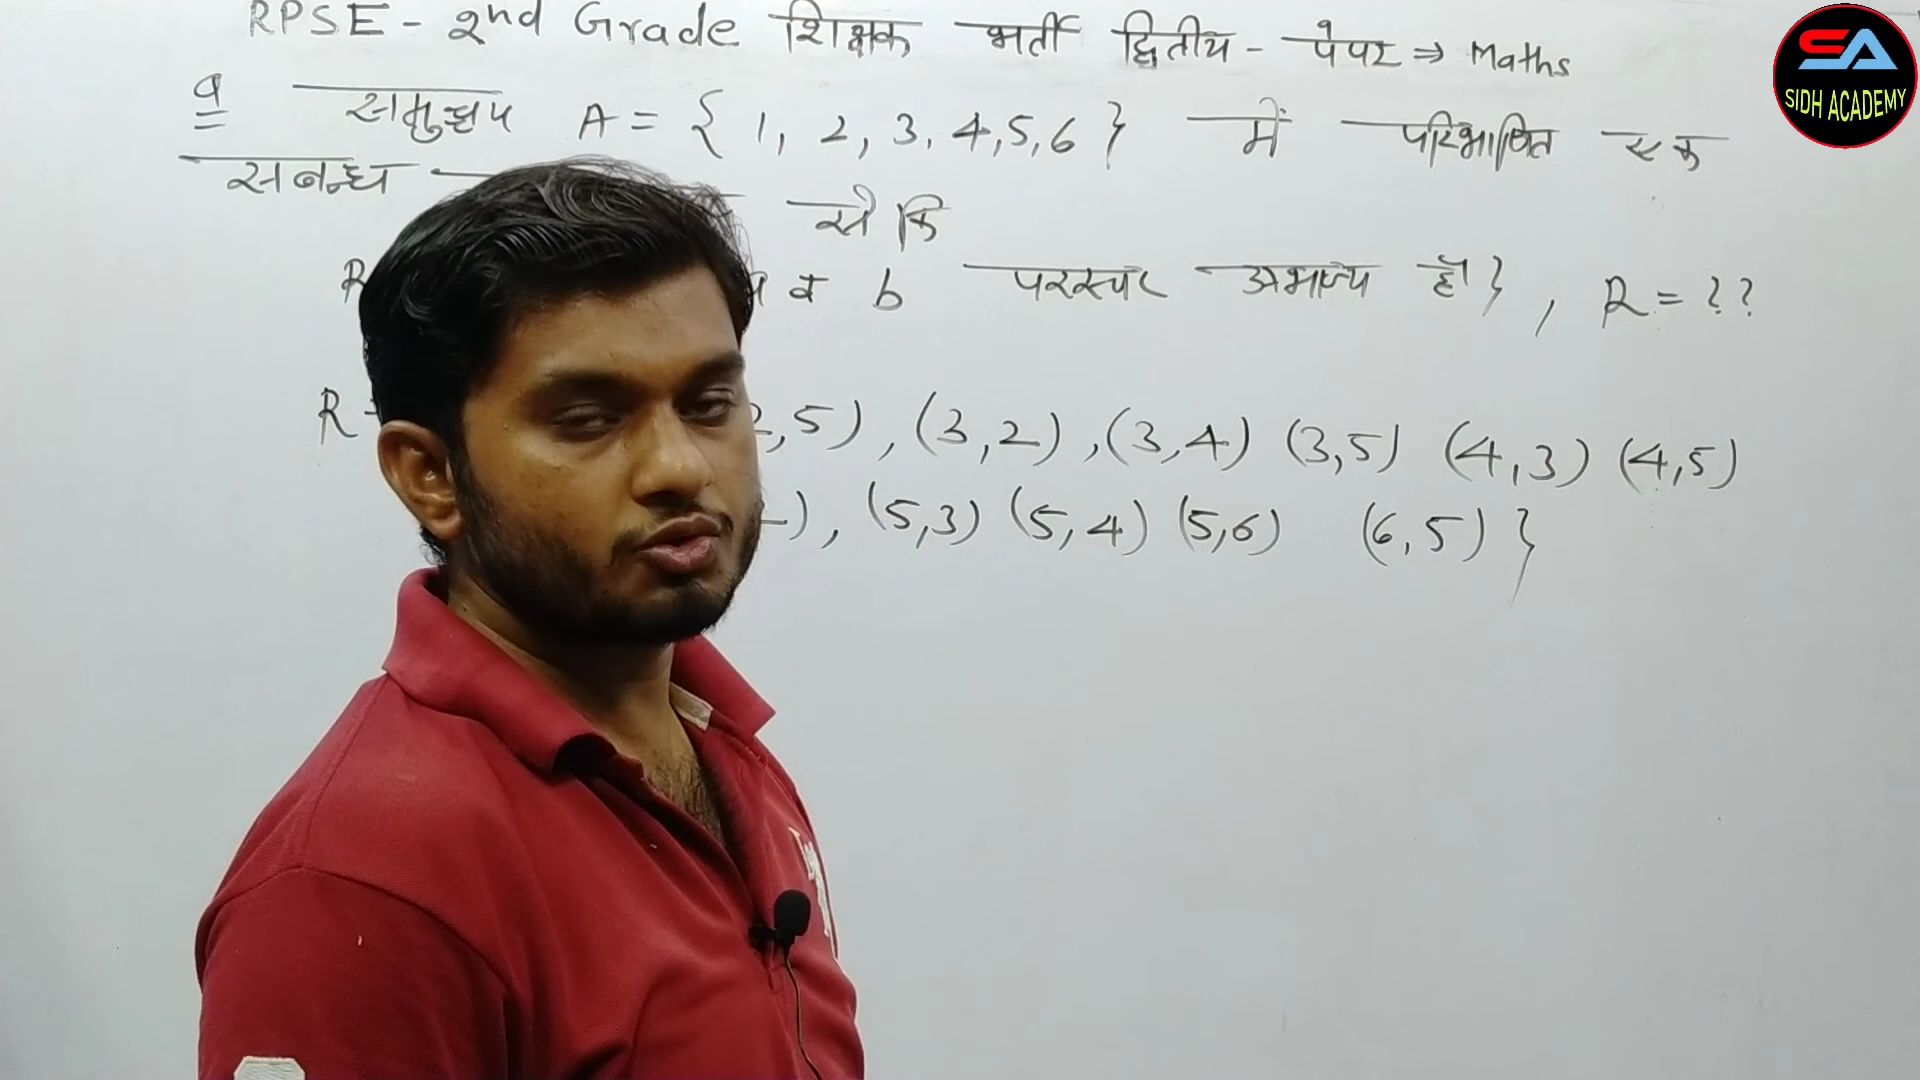 RPSE - 2nd Grade शिक्षक भर्ती द्वितीय - पेपर ⇒ Maths
SA
SIDH ACADEMY
Q समुच्चय A = { 1, 2, 3, 4, 5, 6 } में परिभाषित एक
सबन्ध से कि
R व b परस्पर अभाज्य हो }, R = ??
R 2,5), (3,2), (3,4) (3,5) (4,3) (4,5)
), (5,3) (5,4) (5,6) (6,5) }